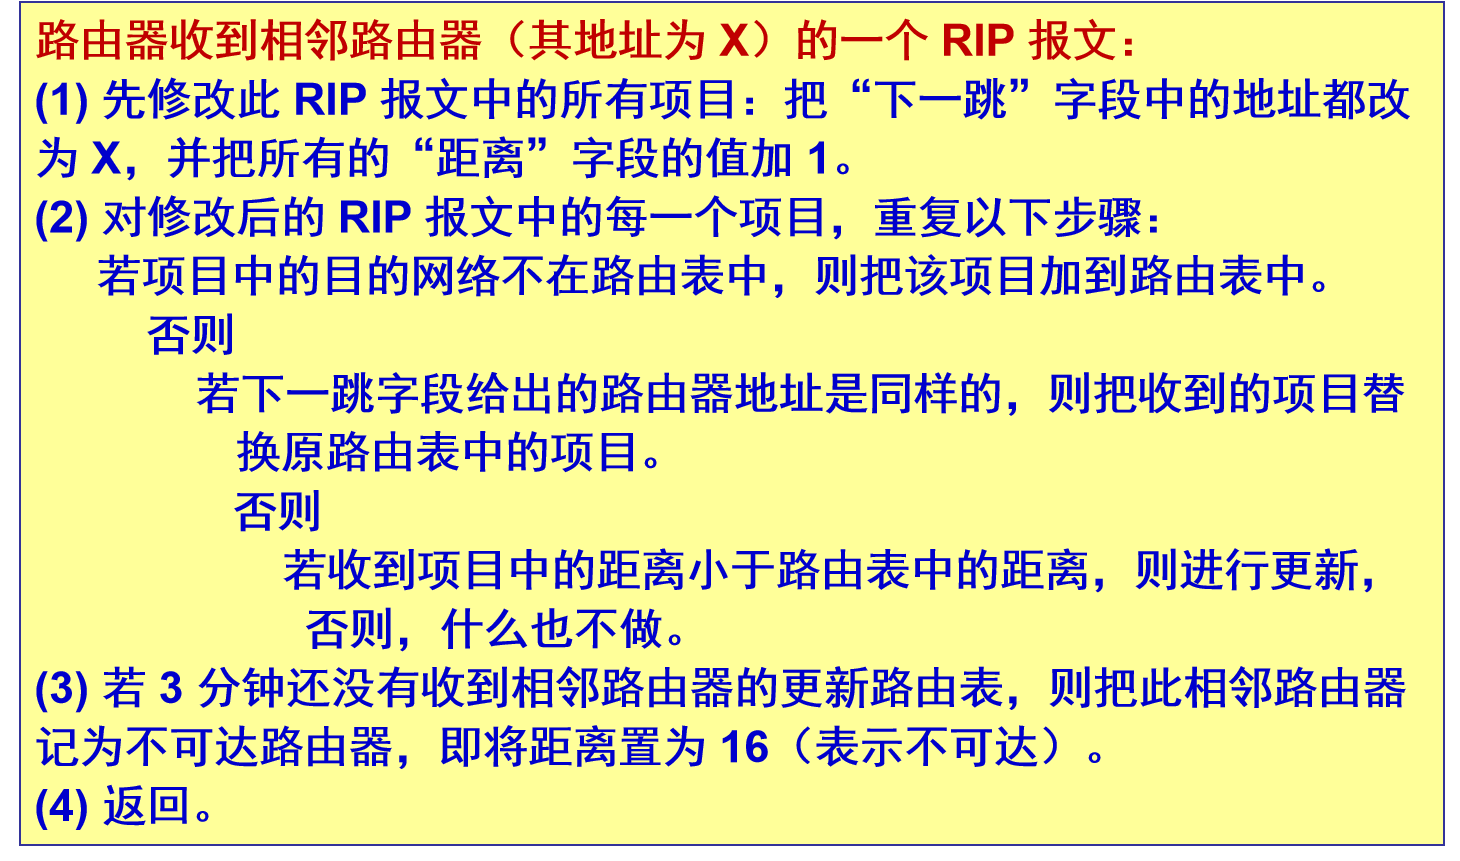 路由器收到相邻路由器（其地址为 X）的一个 RIP 报文：
(1) 先修改此 RIP 报文中的所有项目：把“下一跳”字段中的地址都改
为 X，并把所有的“距离”字段的值加 1。
(2) 对修改后的 RIP 报文中的每一个项目，重复以下步骤：
若项目中的目的网络不在路由表中，则把该项目加到路由表中。
否则
若下一跳字段给出的路由器地址是同样的，则把收到的项目替
换原路由表中的项目。
否则
若收到项目中的距离小于路由表中的距离，则进行更新，
否则，什么也不做。
(3) 若 3 分钟还没有收到相邻路由器的更新路由表，则把此相邻路由器
记为不可达路由器，即将距离置为 16（表示不可达）。
(4) 返回。